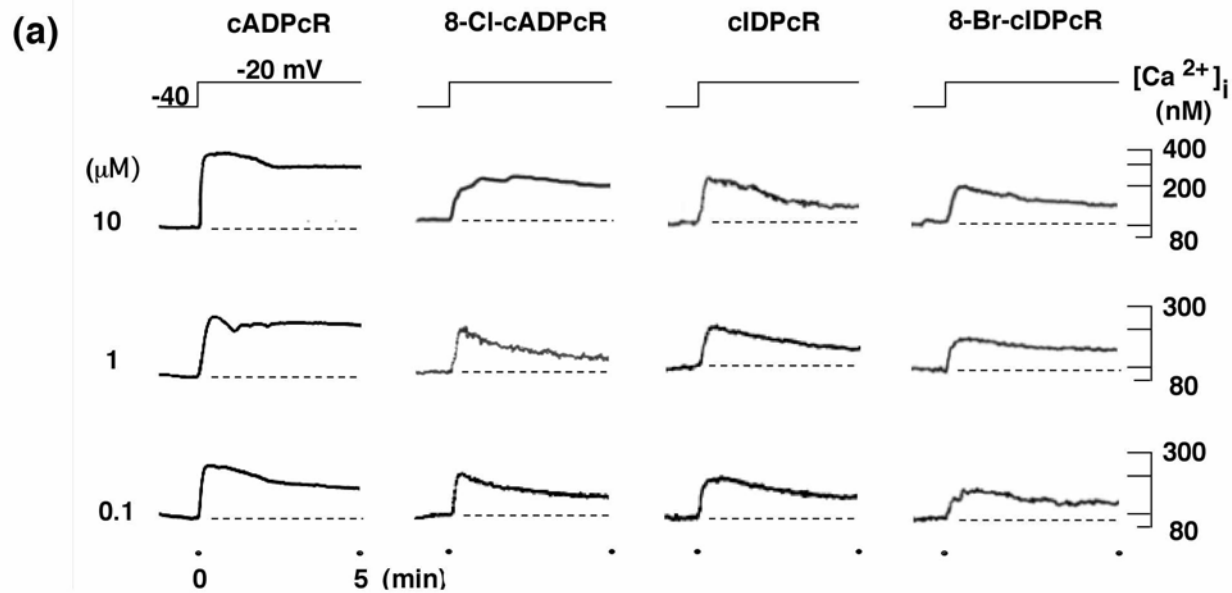 (a)
cADPcR 8-Cl-cADPcR cIDPcR 8-Br-cIDPcR
-20 mV
-40
[Ca 2+]i
(nM)
(μM)
400
200
10
80
300
1
80
300
0.1
80
0 5 (min)